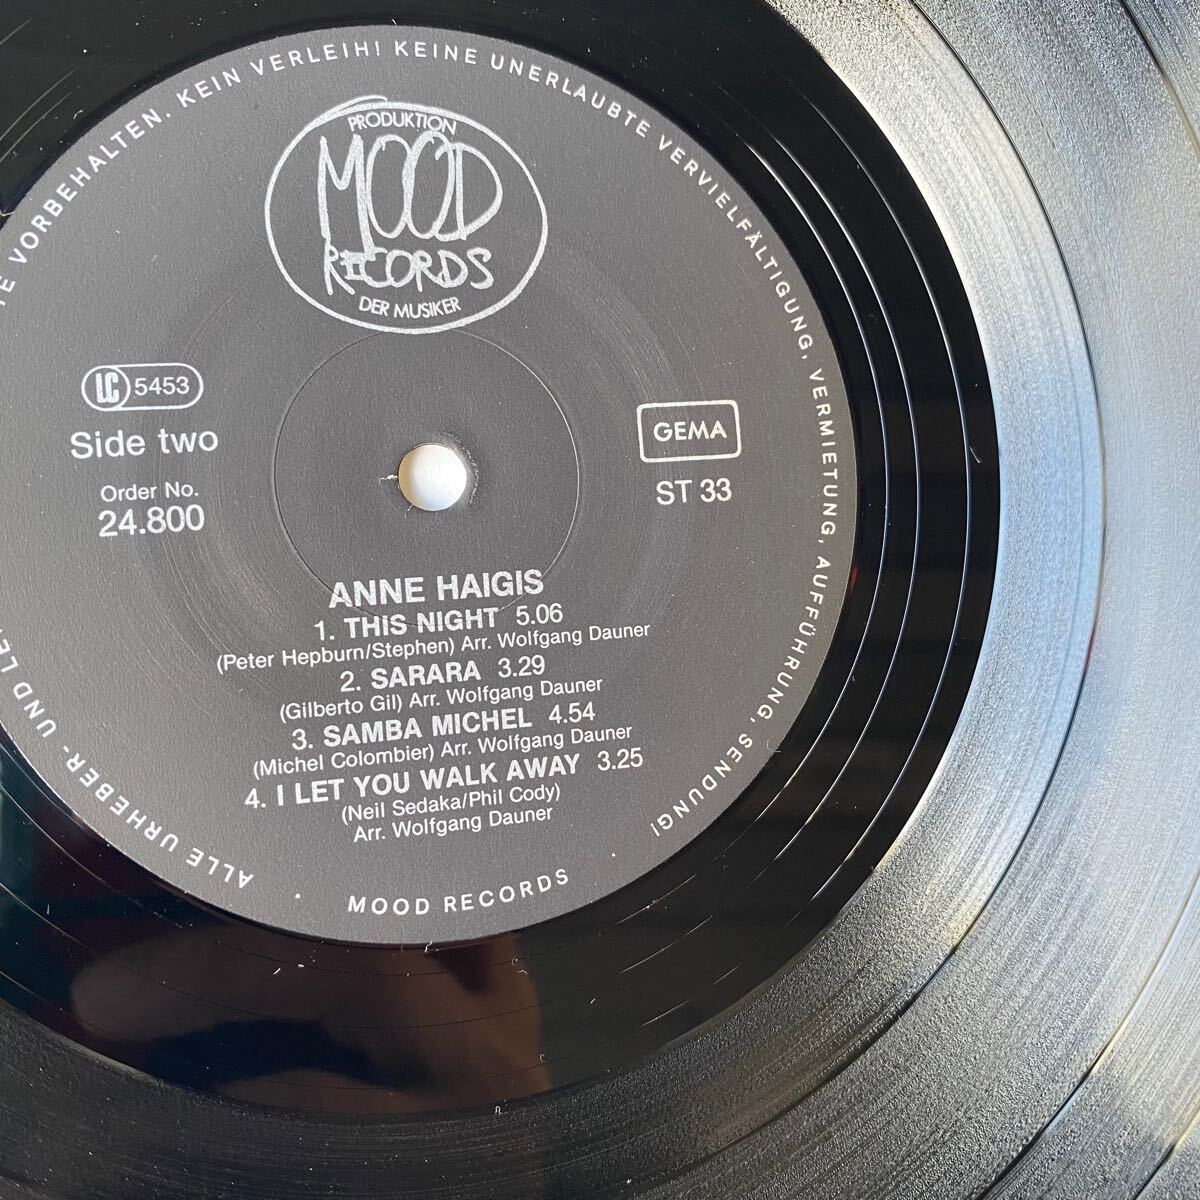 PRODUKTION
MOOD
RECORDS
DER MUSIKER
LC 5453
Side two
Order No.
24.800
GEMA
ST 33
ANNE HAIGIS
1. THIS NIGHT 5.06
(Peter Hepburn/Stephen) Arr. Wolfgang Dauner
2. SARARA 3.29
(Gilberto Gil) Arr. Wolfgang Dauner
3. SAMBA MICHEL 4.54
(Michel Colombier) Arr. Wolfgang Dauner
4. I LET YOU WALK AWAY 3.25
(Neil Sedaka/Phil Cody)
Arr. Wolfgang Dauner
ALLE URHEBER- UND
VORBEHALTEN. KEIN VERLEIH! KEINE UNERLAUBTE VERVIELFÄLTIGUNG, VERMIETUNG, AUFFÜHRUNG, SENDUNG!
· MOOD RECORDS ·